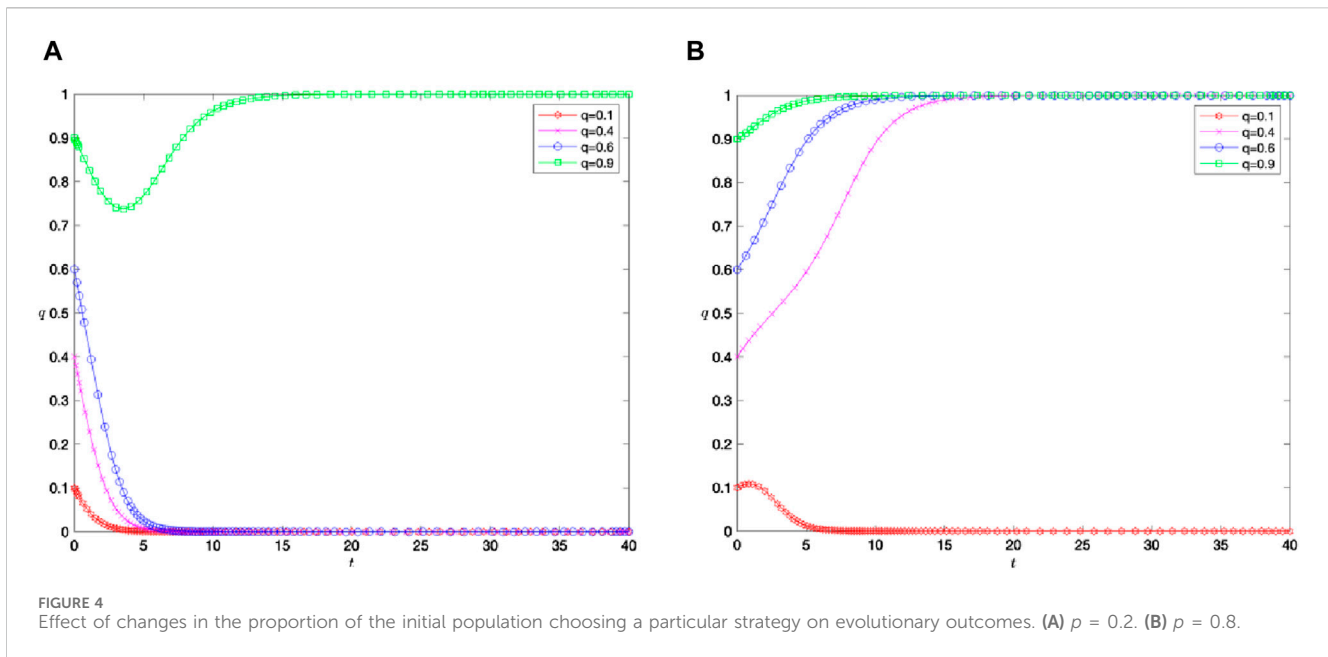 A
B
1
0.9
0.8
0.7
0.6
q 0.5
0.4
0.3
0.2
0.1
0
0 5 10 15 20 25 30 35 40
t
q=0.1
q=0.4
q=0.6
q=0.9
1
0.9
0.8
0.7
0.6
q 0.5
0.4
0.3
0.2
0.1
0
0 5 10 15 20 25 30 35 40
t
q=0.1
q=0.4
q=0.6
q=0.9
FIGURE 4
Effect of changes in the proportion of the initial population choosing a particular strategy on evolutionary outcomes. (A) p = 0.2. (B) p = 0.8.